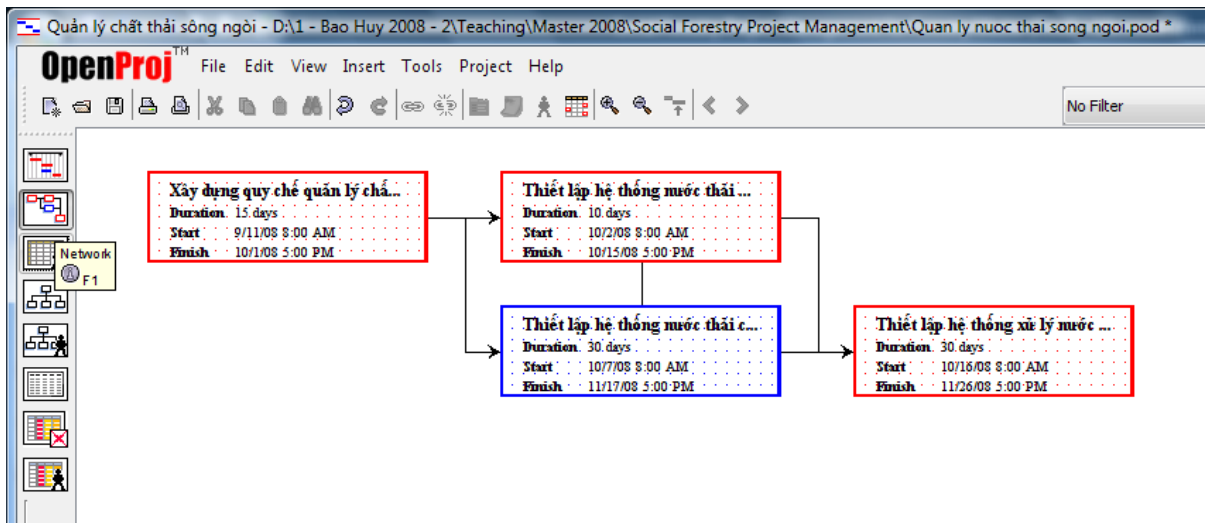 Quản lý chất thải sông ngòi - D:\1 - Bao Huy 2008 - 2\Teaching\Master 2008\Social Forestry Project Management\Quan ly nuoc thai song ngoi.pod *
OpenProj™ File Edit View Insert Tools Project Help
No Filter
Xây dựng quy chế quản lý chấ...
Duration 15 days
Start 9/11/08 8:00 AM
Finish 10/1/08 5:00 PM
Thiết lập hệ thống nước thải ...
Duration 10 days
Start 10/2/08 8:00 AM
Finish 10/15/08 5:00 PM
Network
F1
Thiết lập hệ thống nước thải c...
Duration 30 days
Start 10/7/08 8:00 AM
Finish 11/17/08 5:00 PM
Thiết lập hệ thống xử lý nước ...
Duration 30 days
Start 10/16/08 8:00 AM
Finish 11/26/08 5:00 PM